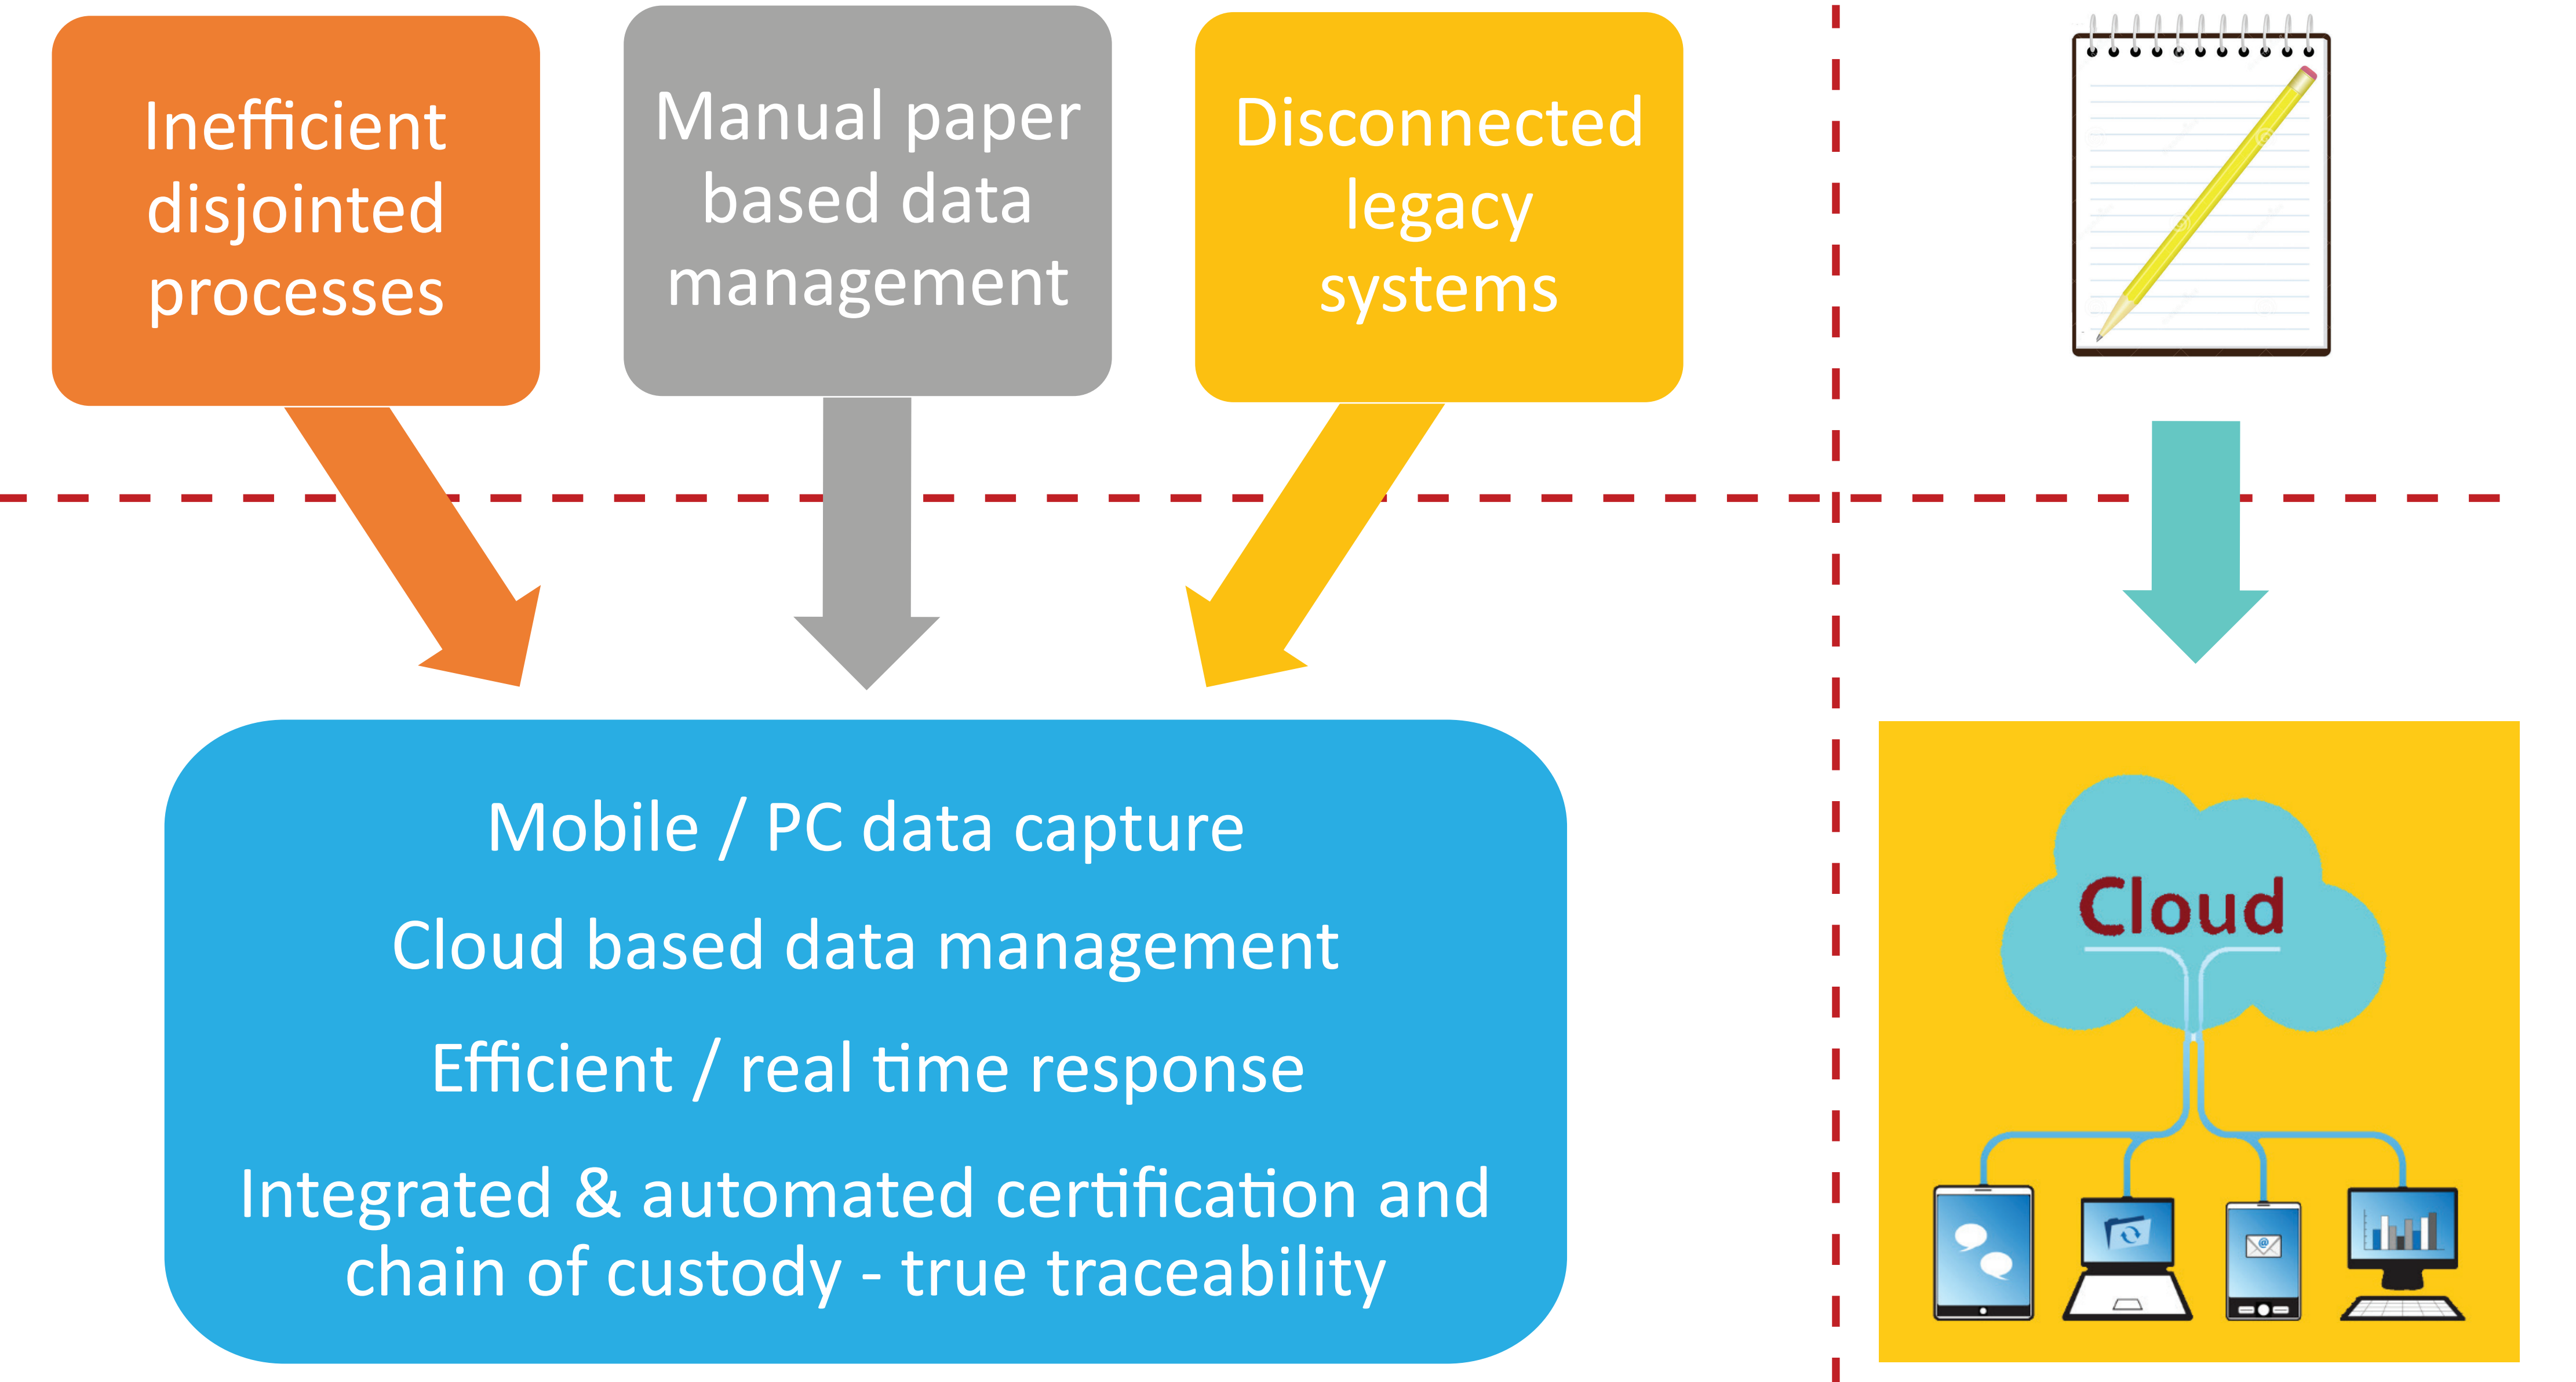 Inefficient
disjointed
processes
Manual paper
based data
management
Disconnected
legacy
systems
Mobile / PC data capture
Cloud based data management
Efficient / real time response
Integrated & automated certification and
chain of custody - true traceability
Cloud
@